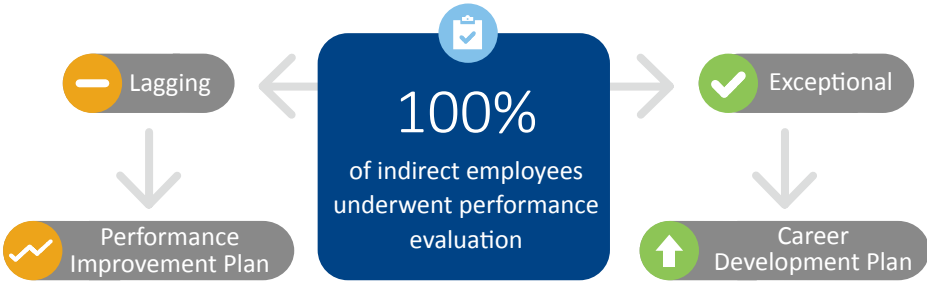 Lagging
Performance
Improvement Plan
100%
of indirect employees
underwent performance
evaluation
Exceptional
Career
Development Plan